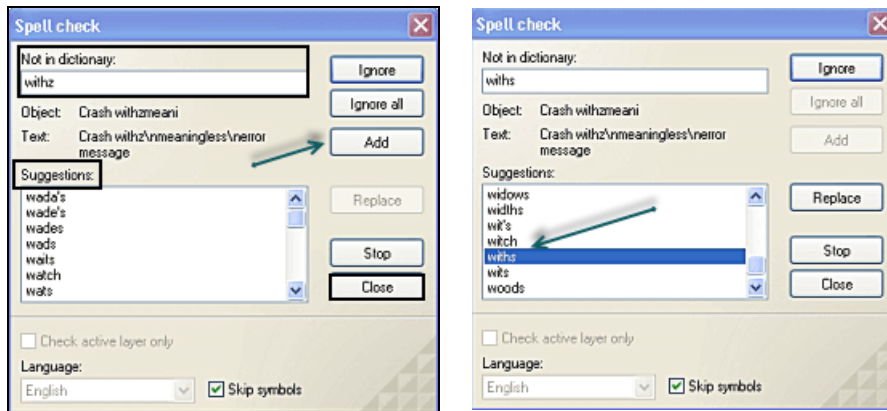 Spell check
Not in dictionary:
withz
Ignore
Ignore all
Object: Crash withzmeani
Text: Crash withz\nmeaningless\nerror
message
Add
Suggestions:
wada's
wade's
wades
wads
waits
watch
wats
Replace
Stop
Close
Check active layer only
Language:
English
Skip symbols
Spell check
Not in dictionary:
withs
Ignore
Ignore all
Object: Crash withzmeani
Text: Crash withz\nmeaningless\nerror
message
Add
Suggestions:
widows
widths
wit's
witch
withs
wits
woods
Replace
Stop
Close
Check active layer only
Language:
English
Skip symbols